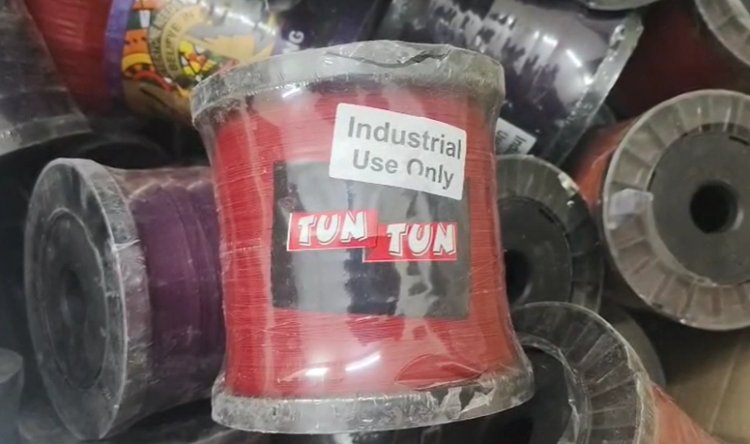 Industrial
Use Only
TUN TUN